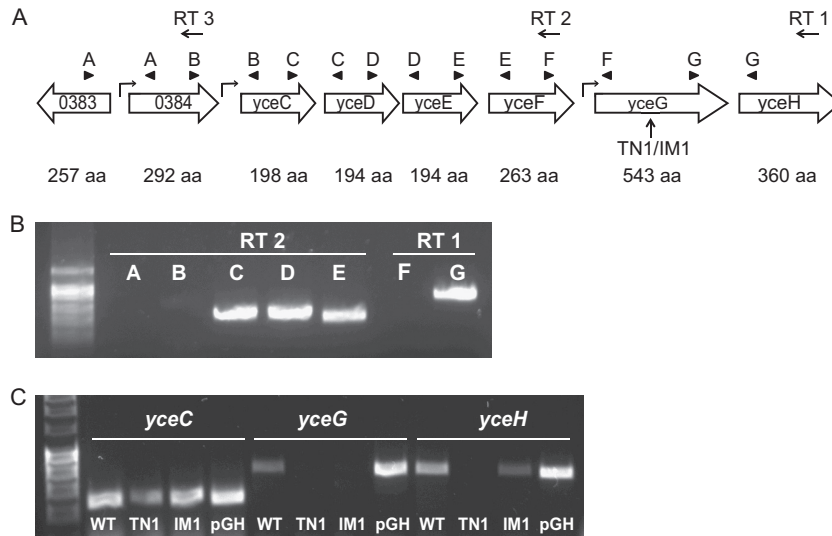 A
RT 3 RT 2 RT 1
A A B B C C D D E E F F G G
0383 0384 yceC yceD yceE yceF yceG yceH
TN1/IM1
257 aa 292 aa 198 aa 194 aa 194 aa 263 aa 543 aa 360 aa
B
RT 2 RT 1
A B C D E F G
C
yceC yceG yceH
WT TN1 IM1 pGH WT TN1 IM1 pGH WT TN1 IM1 pGH